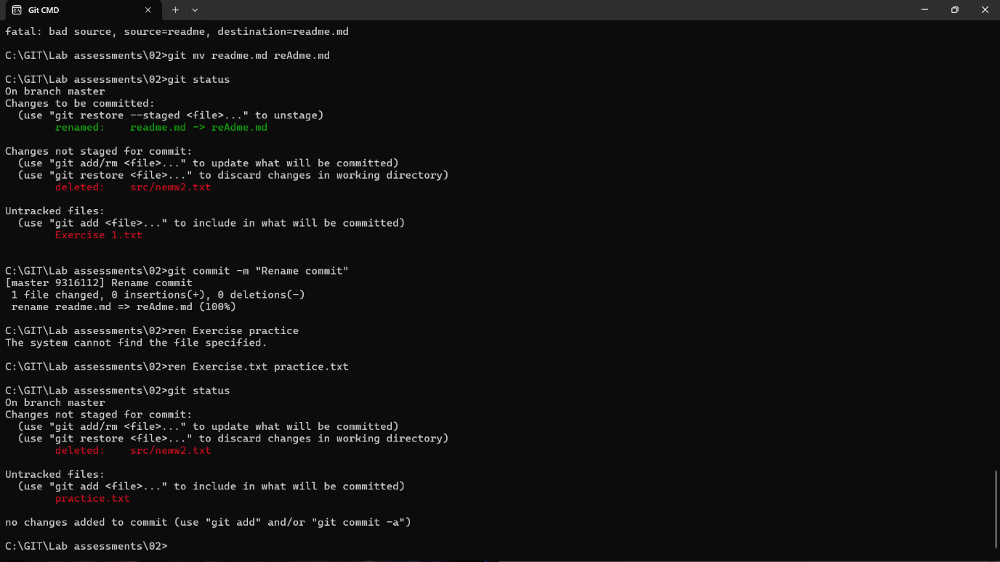 Git CMD
fatal: bad source, source=readme, destination=readme.md
C:\GIT\Lab assessments\02>git mv readme.md reAdme.md
C:\GIT\Lab assessments\02>git status
On branch master
Changes to be committed:
  (use "git restore --staged <file>..." to unstage)
        renamed:    readme.md -> reAdme.md
Changes not staged for commit:
  (use "git add/rm <file>..." to update what will be committed)
  (use "git restore <file>..." to discard changes in working directory)
        deleted:    src/neww2.txt
Untracked files:
  (use "git add <file>..." to include in what will be committed)
        Exercise 1.txt
C:\GIT\Lab assessments\02>git commit -m "Rename commit"
[master 9316112] Rename commit
 1 file changed, 0 insertions(+), 0 deletions(-)
 rename readme.md => reAdme.md (100%)
C:\GIT\Lab assessments\02>ren Exercise practice
The system cannot find the file specified.
C:\GIT\Lab assessments\02>ren Exercise.txt practice.txt
C:\GIT\Lab assessments\02>git status
On branch master
Changes not staged for commit:
  (use "git add/rm <file>..." to update what will be committed)
  (use "git restore <file>..." to discard changes in working directory)
        deleted:    src/neww2.txt
Untracked files:
  (use "git add <file>..." to include in what will be committed)
        practice.txt
no changes added to commit (use "git add" and/or "git commit -a")
C:\GIT\Lab assessments\02>